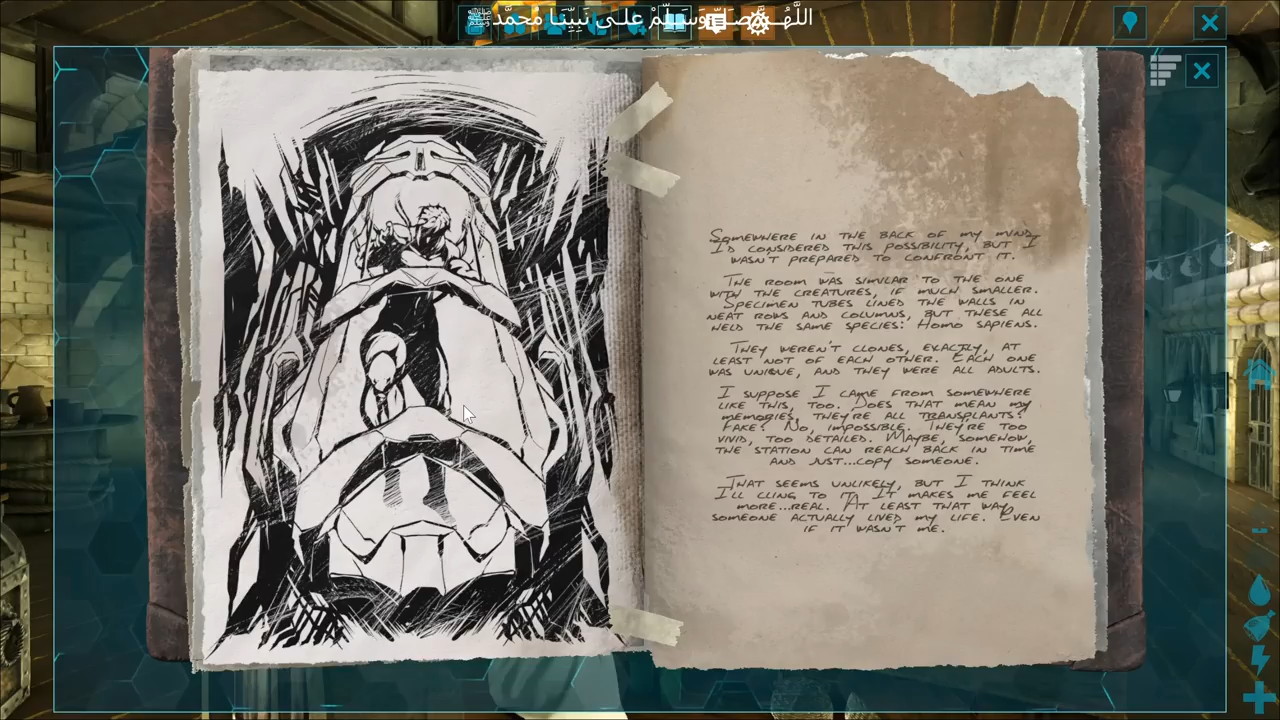 اللَّهُمَّ صَلِّ وَسَلِّمْ على نَبِيِّنَا مُحمَّد ﷺ
SOMEWHERE IN THE BACK OF MY MIND,
I'D CONSIDERED THIS POSSIBILITY, BUT I
WASN'T PREPARED TO CONFRONT IT.
THE ROOM WAS SIMILAR TO THE ONE
WITH THE CREATURES, IF MUCH SMALLER.
SPECIMEN TUBES LINED THE WALLS IN
NEAT ROWS AND COLUMNS, BUT THESE ALL
HELD THE SAME SPECIES: HOMO SAPIENS.
THEY WEREN'T CLONES, EXACTLY, AT
LEAST NOT OF EACH OTHER. EACH ONE
WAS UNIQUE, AND THEY WERE ALL ADULTS.
I SUPPOSE I CAME FROM SOMEWHERE
LIKE THIS, TOO. DOES THAT MEAN MY
MEMORIES, THEY'RE ALL TRANSPLANTS?
FAKE? NO, IMPOSSIBLE. THEY'RE TOO
VIVID, TOO DETAILED. MAYBE, SOMEHOW,
THE STATION CAN REACH BACK IN TIME
AND JUST...COPY SOMEONE.
THAT SEEMS UNLIKELY, BUT I THINK
I'LL CLING TO IT. IT MAKES ME FEEL
MORE...REAL. AT LEAST THAT WAY,
SOMEONE ACTUALLY LIVED MY LIFE. EVEN
IF IT WASN'T ME.